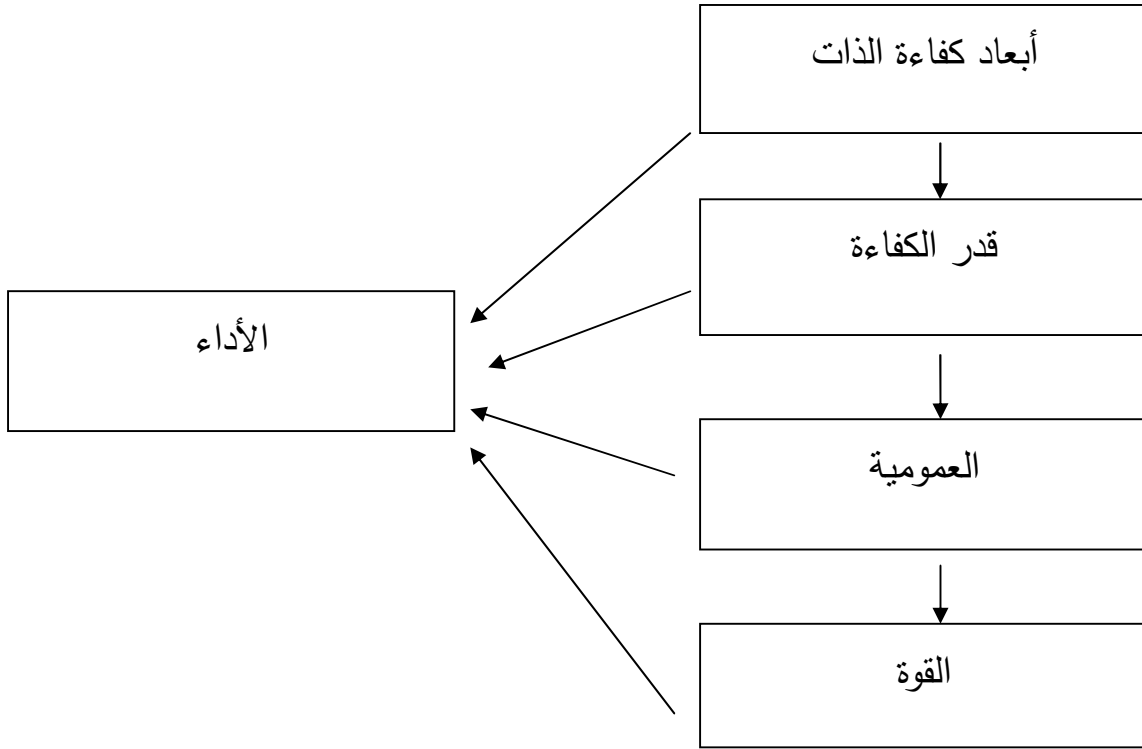 أبعاد كفاءة الذات
قدر الكفاءة
الأداء
العمومية
القوة